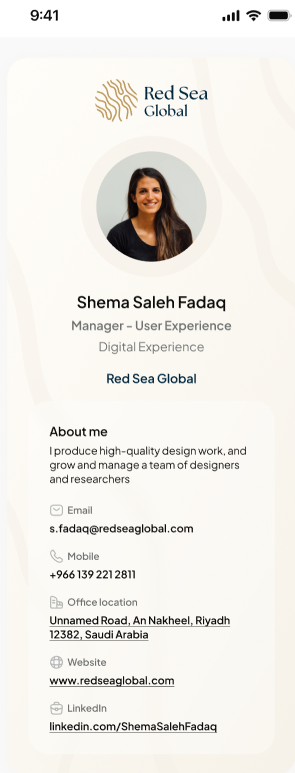 9:41
Red Sea
Global
Shema Saleh Fadaq
Manager - User Experience
Digital Experience
Red Sea Global
About me
I produce high-quality design work, and
grow and manage a team of designers
and researchers
Email
s.fadaq@redseaglobal.com
Mobile
+966 139 221 2811
Office location
Unnamed Road, An Nakheel, Riyadh
12382, Saudi Arabia
Website
www.redseaglobal.com
LinkedIn
linkedin.com/ShemaSalehFadaq